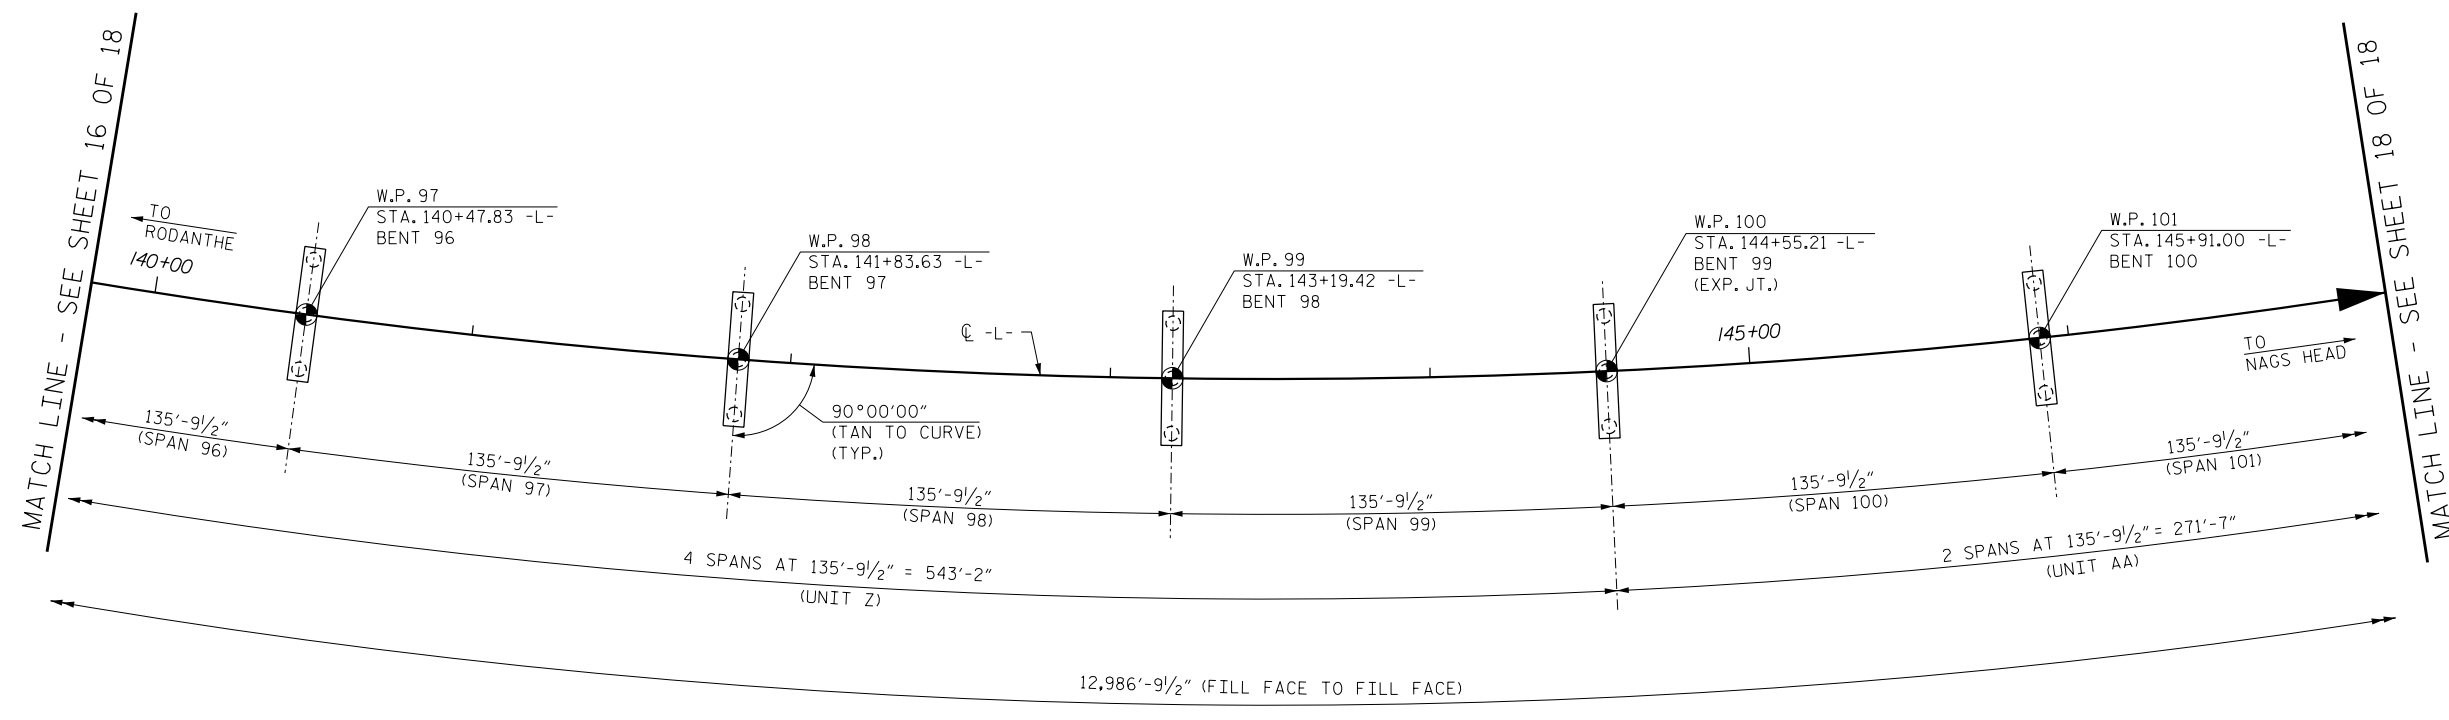 MATCH LINE - SEE SHEET 16 OF 18
TO
RODANTHE
140+00
W.P. 97
STA. 140+47.83 -L-
BENT 96
W.P. 98
STA. 141+83.63 -L-
BENT 97
W.P. 99
STA. 143+19.42 -L-
BENT 98
W.P. 100
STA. 144+55.21 -L-
BENT 99
(EXP. JT.)
W.P. 101
STA. 145+91.00 -L-
BENT 100
℄ -L-
145+00
TO
NAGS HEAD
MATCH LINE - SEE SHEET 18 OF 18
90°00'00"
(TAN TO CURVE)
(TYP.)
135'-9½"
(SPAN 96)
135'-9½"
(SPAN 97)
135'-9½"
(SPAN 98)
135'-9½"
(SPAN 99)
135'-9½"
(SPAN 100)
135'-9½"
(SPAN 101)
4 SPANS AT 135'-9½" = 543'-2"
(UNIT Z)
2 SPANS AT 135'-9½" = 271'-7"
(UNIT AA)
12,986'-9½" (FILL FACE TO FILL FACE)